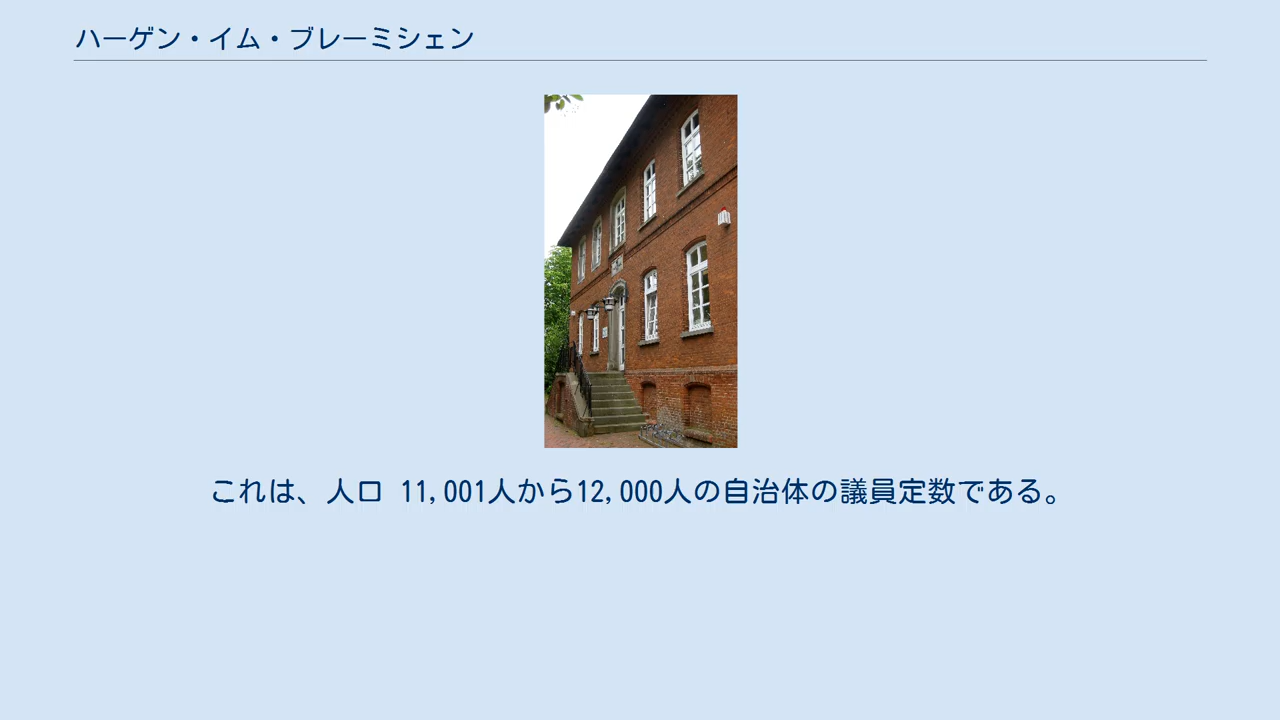 ハーゲン・イム・ブレーミシェン
これは、人口 11,001人から12,000人の自治体の議員定数である。